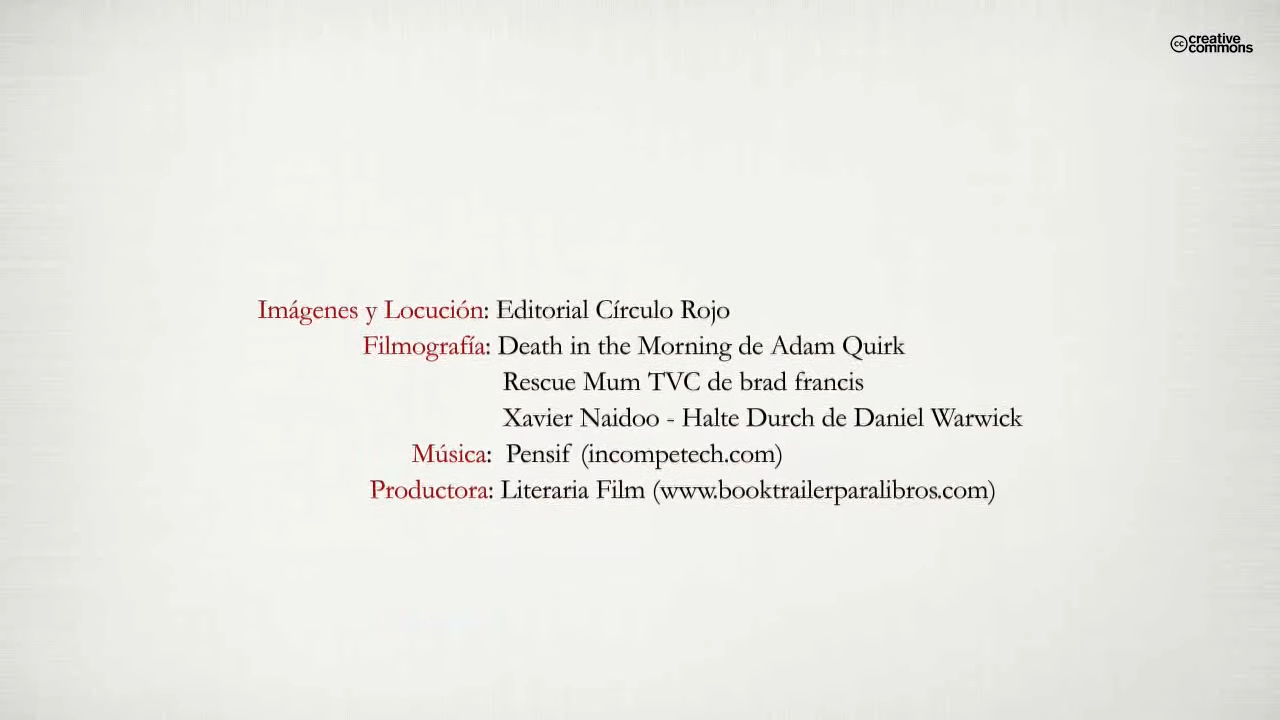 creative
commons
Imágenes y Locución: Editorial Círculo Rojo
Filmografía: Death in the Morning de Adam Quirk
Rescue Mum TVC de brad francis
Xavier Naidoo - Halte Durch de Daniel Warwick
Música: Pensif (incompetech.com)
Productora: Literaria Film (www.booktrailerparalibros.com)